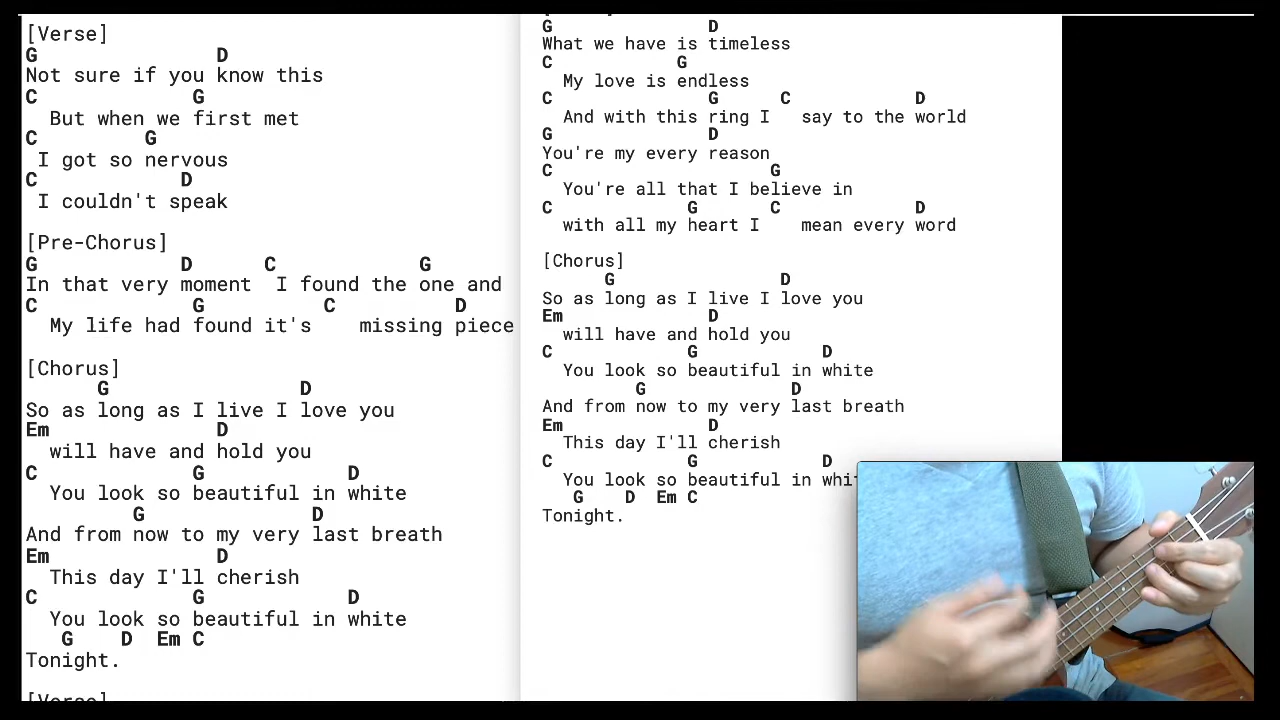 [Verse]
G D
Not sure if you know this
C G
But when we first met
C G
I got so nervous
C D
I couldn't speak
[Pre-Chorus]
G D C G
In that very moment I found the one and
C G C D
My life had found it's missing piece
[Chorus]
G D
So as long as I live I love you
Em D
will have and hold you
C G D
You look so beautiful in white
G D
And from now to my very last breath
Em D
This day I'll cherish
C G D
You look so beautiful in white
G D Em C
Tonight.
[Verse]
G D
What we have is timeless
C G
My love is endless
C G C D
And with this ring I say to the world
G D
You're my every reason
C G
You're all that I believe in
C G C D
with all my heart I mean every word
[Chorus]
G D
So as long as I live I love you
Em D
will have and hold you
C G D
You look so beautiful in white
G D
And from now to my very last breath
Em D
This day I'll cherish
C G D
You look so beautiful in whi
G D Em C
Tonight.